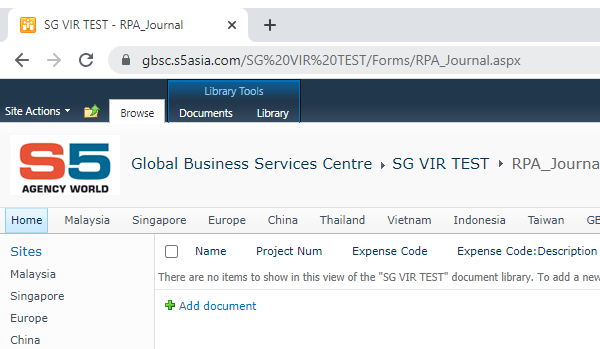 SG VIR TEST - RPA_Journal
gbsc.s5asia.com/SG%20VIR%20TEST/Forms/RPA_Journal.aspx
Library Tools
Site Actions Browse Documents Library
S5
AGENCY WORLD
Global Business Services Centre SG VIR TEST RPA_Journa
Home Malaysia Singapore Europe China Thailand Vietnam Indonesia Taiwan GB
Sites
Name Project Num Expense Code Expense Code:Description
Malaysia
There are no items to show in this view of the "SG VIR TEST" document library. To add a new
Singapore
Add document
Europe
China